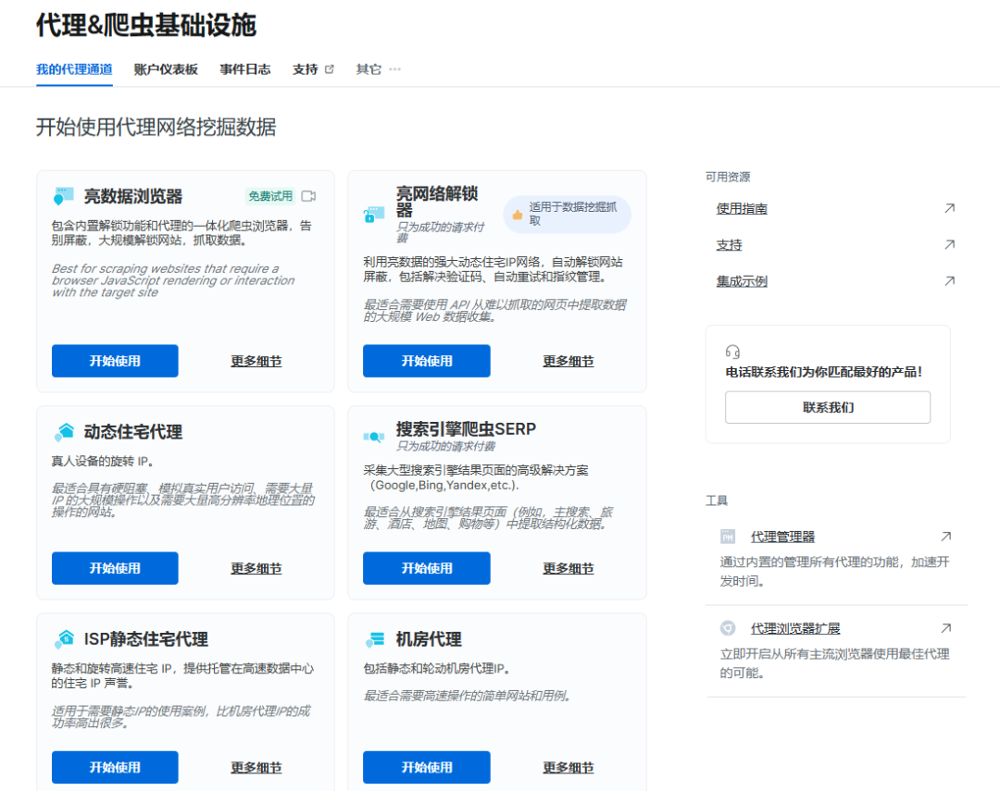 代理&爬虫基础设施
我的代理通道 账户仪表板 事件日志 支持 其它 ···
开始使用代理网络挖掘数据
亮数据浏览器
免费试用
包含内置解锁功能和代理的一体化爬虫浏览器，告
别屏蔽，大规模解锁网站，抓取数据。
Best for scraping websites that require a
browser JavaScript rendering or interaction
with the target site
开始使用 更多细节
亮网络解锁
器
只为成功的请求付
费
适用于数据挖掘抓
取
利用亮数据的强大动态住宅IP网络，自动解锁网站
屏蔽，包括解决验证码、自动重试和指纹管理。
最适合需要使用 API 从难以抓取的网页中提取数据
的大规模 Web 数据收集。
开始使用 更多细节
动态住宅代理
真人设备的旋转 IP。
最适合具有硬阻塞、模拟真实用户访问、需要大量
IP 的大规模操作以及需要大量高分辨率地理位置的
操作的网站。
开始使用 更多细节
搜索引擎爬虫SERP
只为成功的请求付费
采集大型搜索引擎结果页面的高级解决方案
（Google,Bing,Yandex,etc.).
最适合从搜索引擎结果页面（例如，主搜索、旅
游、酒店、地图、购物等）中提取结构化数据。
开始使用 更多细节
ISP静态住宅代理
静态和旋转高速住宅 IP，提供托管在高速数据中心
的住宅 IP 声誉。
适用于需要静态IP的使用案例，比机房代理IP的成
功率高出很多。
开始使用 更多细节
机房代理
包括静态和轮动机房代理IP。
最适合需要高速操作的简单网站和用例。
开始使用 更多细节
可用资源
使用指南
支持
集成示例
电话联系我们为你匹配最好的产品！
联系我们
工具
PM 代理管理器
通过内置的管理所有代理的功能，加速开
发时间。
代理浏览器扩展
立即开启从所有主流浏览器使用最佳代理
的可能。